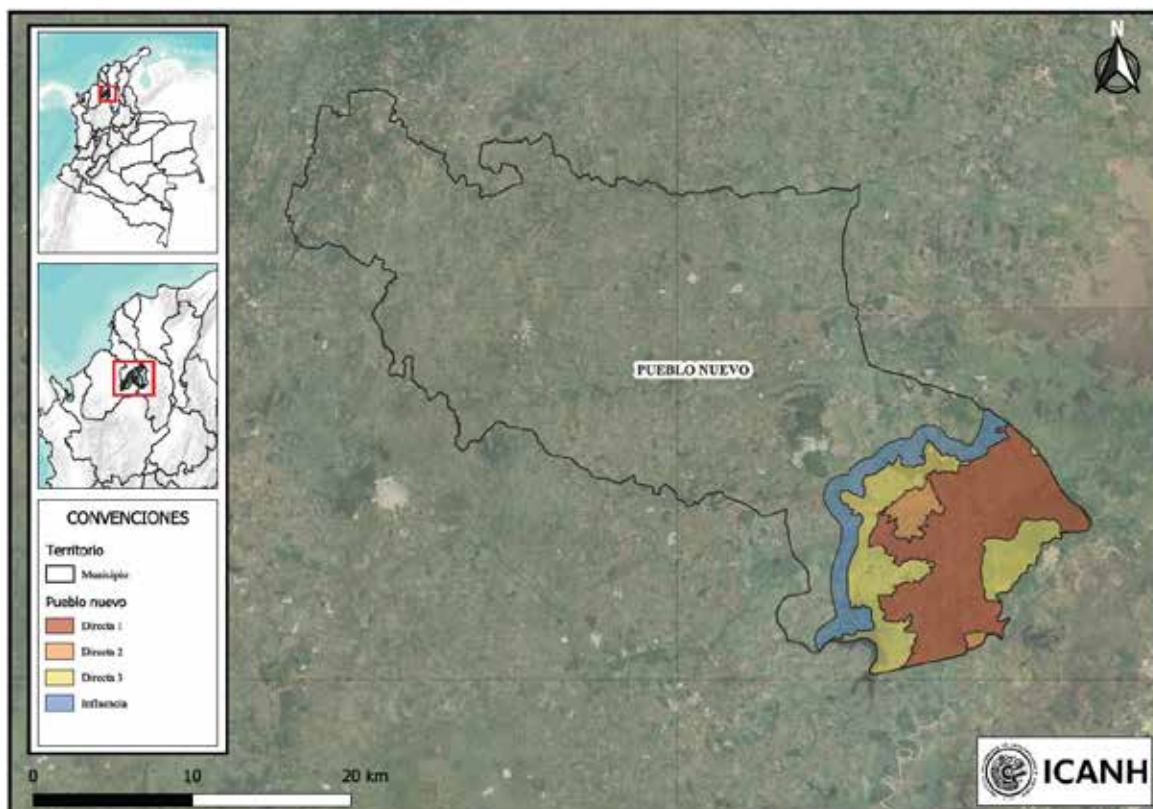 N
PUEBLO NUEVO
CONVENCIONES
Territorio
Municipio
Pueblo nuevo
Directa 1
Directa 2
Directa 3
Influencia
0 10 20 km
ICANH